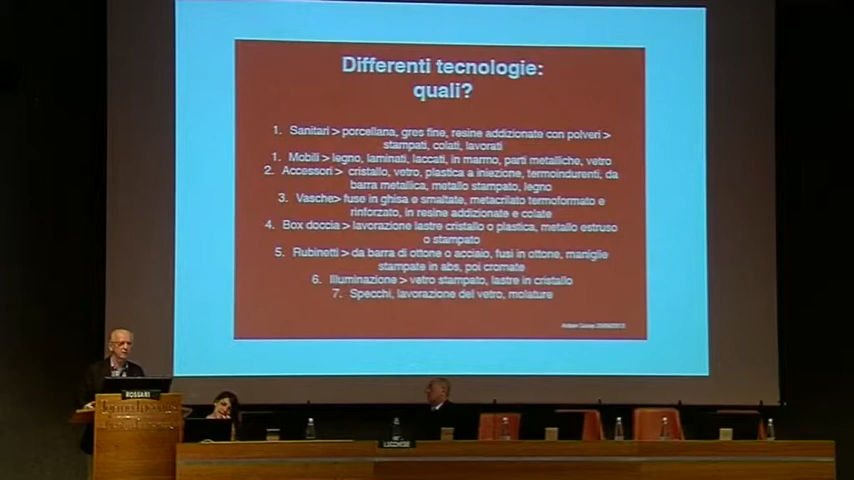 Differenti tecnologie:
quali?
1. Sanitari > porcellana, gres fine, resine addizionate con polveri >
stampati, colati, lavorati
1. Mobili > legno, laminati, laccati, in marmo, parti metalliche, vetro
2. Accessori > cristallo, vetro, plastica a iniezione, termoindurenti, da
barra metallica, metallo stampato, legno
3. Vasche> fuse in ghisa e smaltate, metacrilato termoformato e
rinforzato, in resine addizionate e colate
4. Box doccia > lavorazione lastre cristallo o plastica, metallo estruso
o stampato
5. Rubinetti > da barra di ottone o acciaio, fusi in ottone, maniglie
stampate in abs, poi cromate
6. Illuminazione > vetro stampato, lastre in cristallo
7. Specchi, lavorazione del vetro, molature
ROSSARI
LUCCHESE